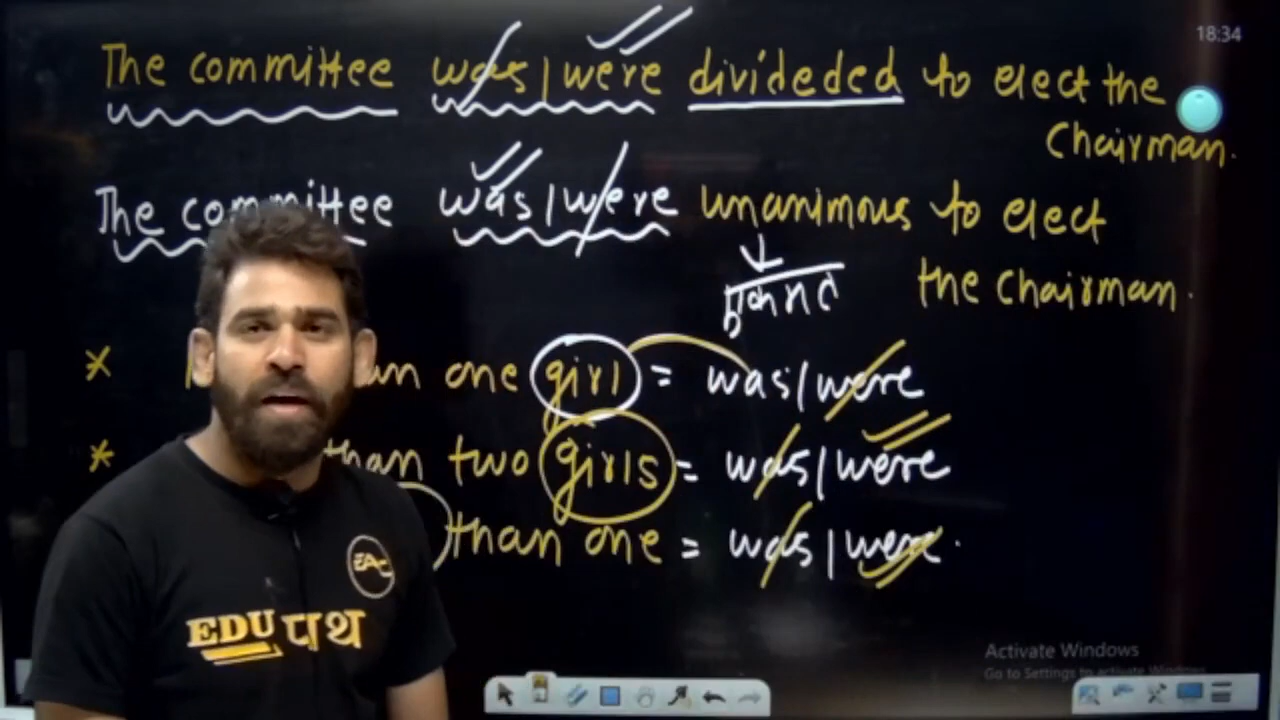 18:34
The committee was/were divideded to elect the
Chairman.
The committee was/were unanimous to elect
the Chairman.
an one girl = was/were
than two girls = was/were
than one = was/were.
EAC
EDU पाथ
Activate Windows
Go to Settings to activate Windows.